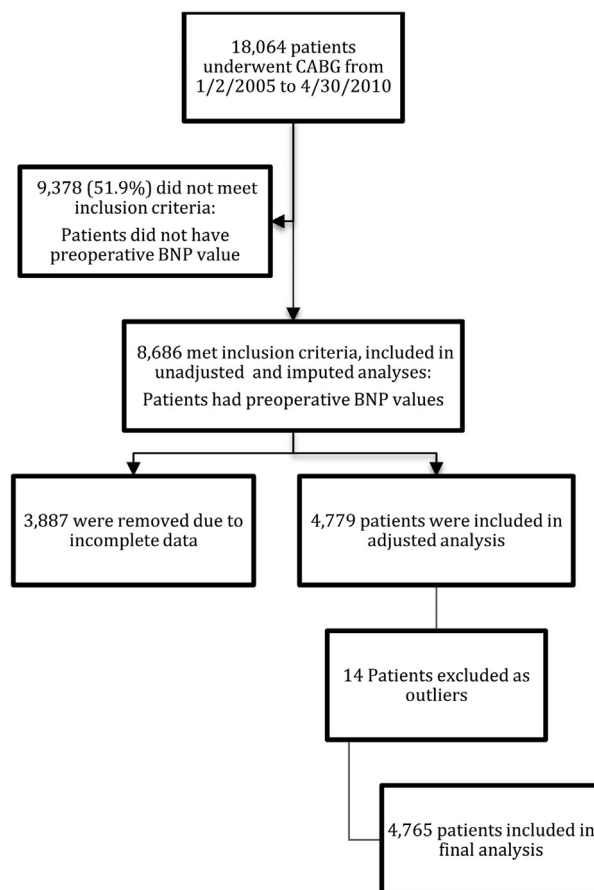 18,064 patients
underwent CABG from
1/2/2005 to 4/30/2010
9,378 (51.9%) did not meet
inclusion criteria:
Patients did not have
preoperative BNP value
8,686 met inclusion criteria, included in
unadjusted and imputed analyses:
Patients had preoperative BNP values
3,887 were removed due to
incomplete data
4,779 patients were included in
adjusted analysis
14 Patients excluded as
outliers
4,765 patients included in
final analysis